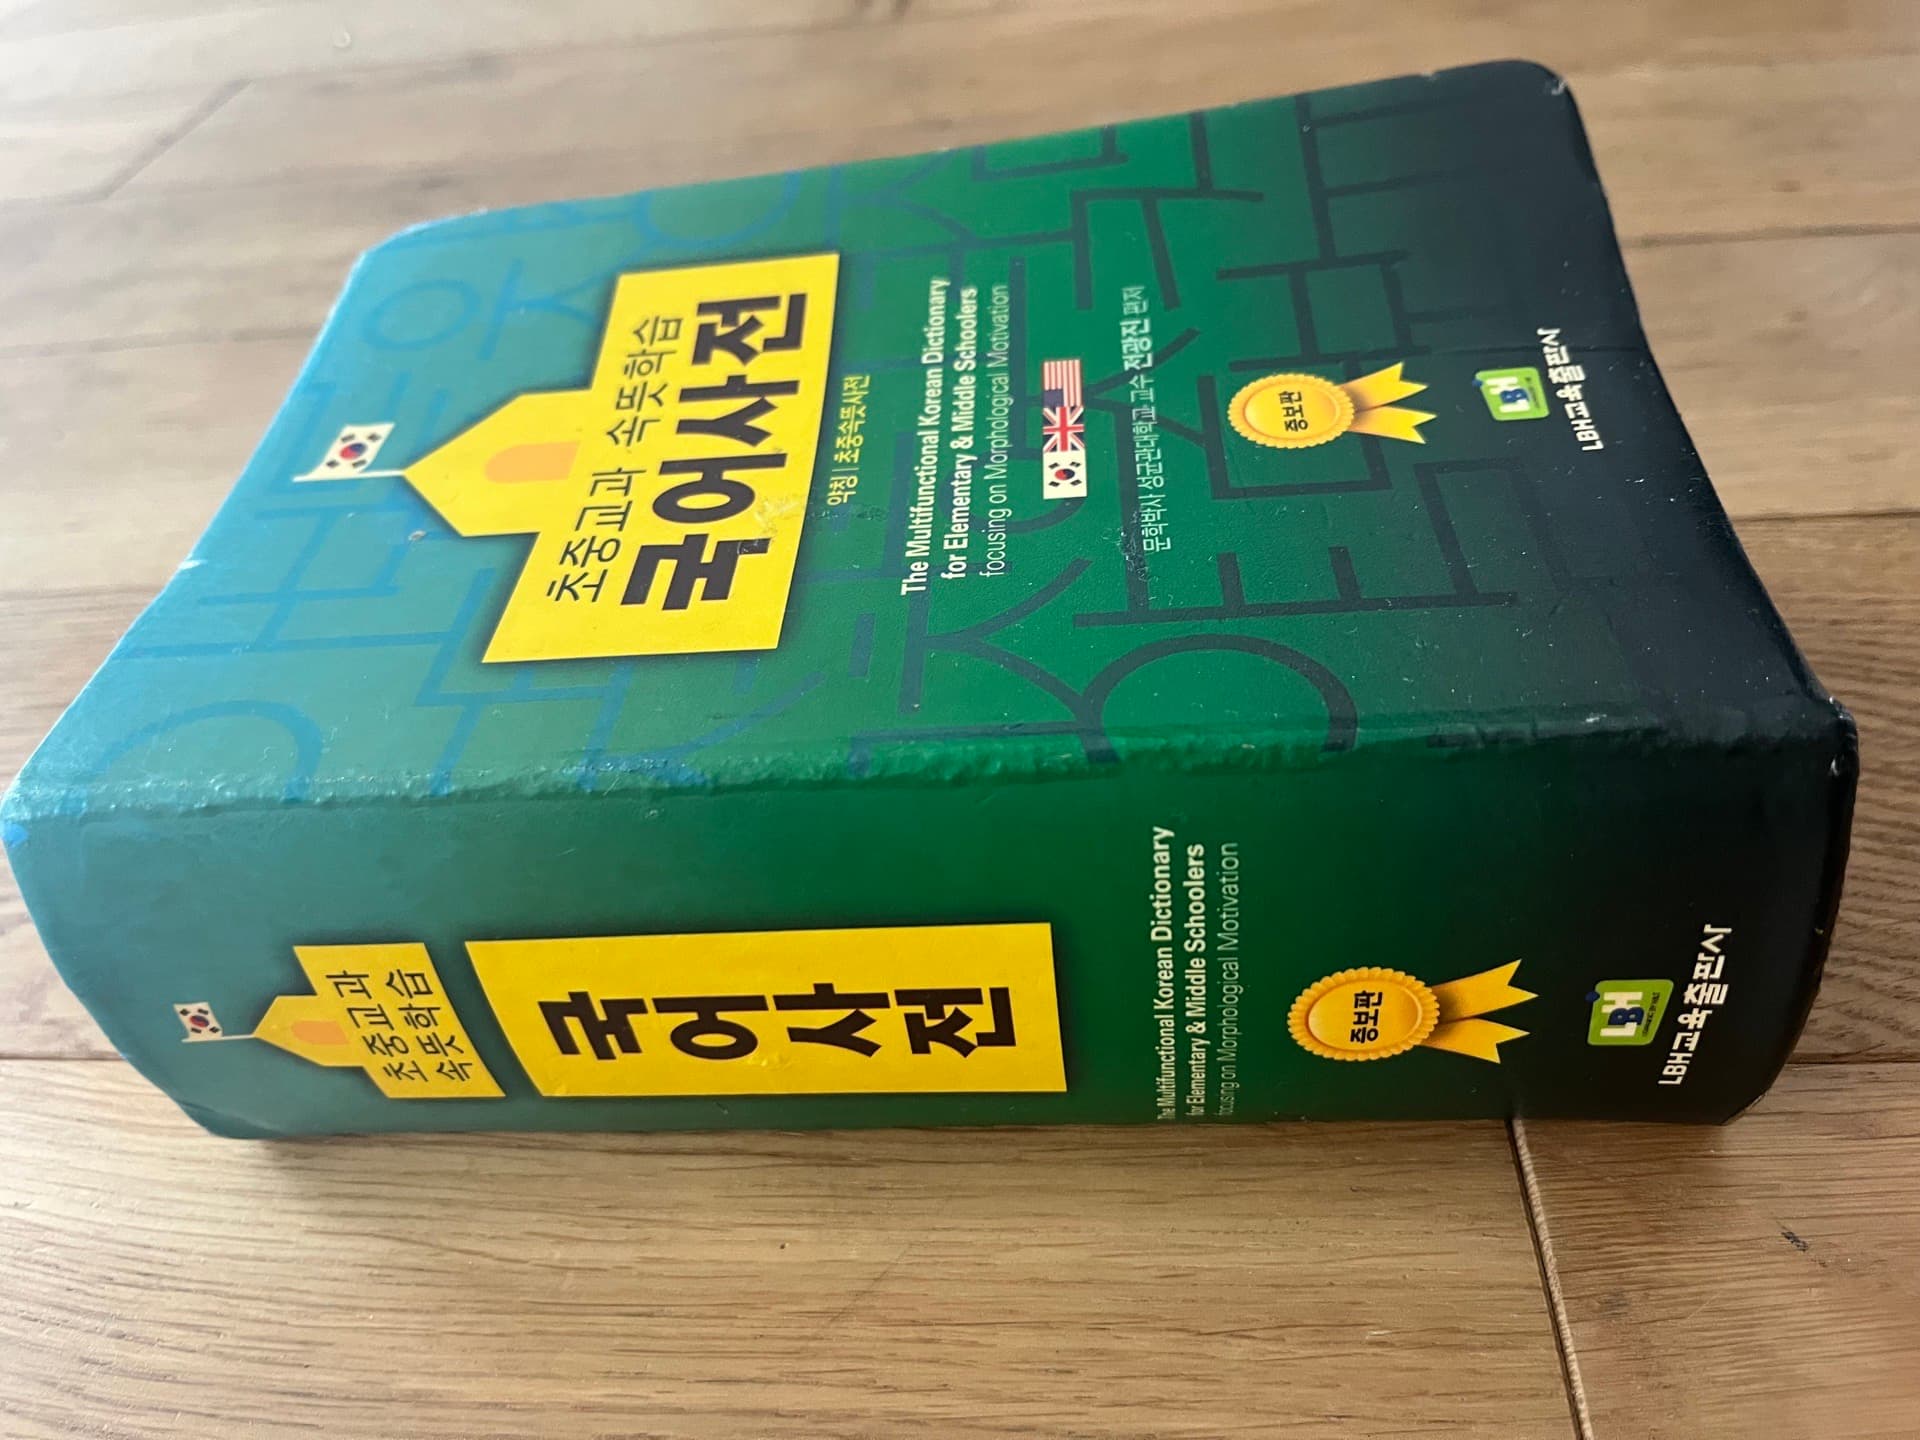 초중교과 속뜻학습
국어사전
약칭 | 초중속뜻사전
The Multifunctional Korean Dictionary
for Elementary & Middle Schoolers
focusing on Morphological Motivation
문학박사 성균관대학교 교수 전광진 편저
증보판
LBH
LBH교육출판사
초중교과
속뜻학습
국어사전
The Multifunctional Korean Dictionary
for Elementary & Middle Schoolers
focusing on Morphological Motivation
증보판
LBH
LBH교육출판사